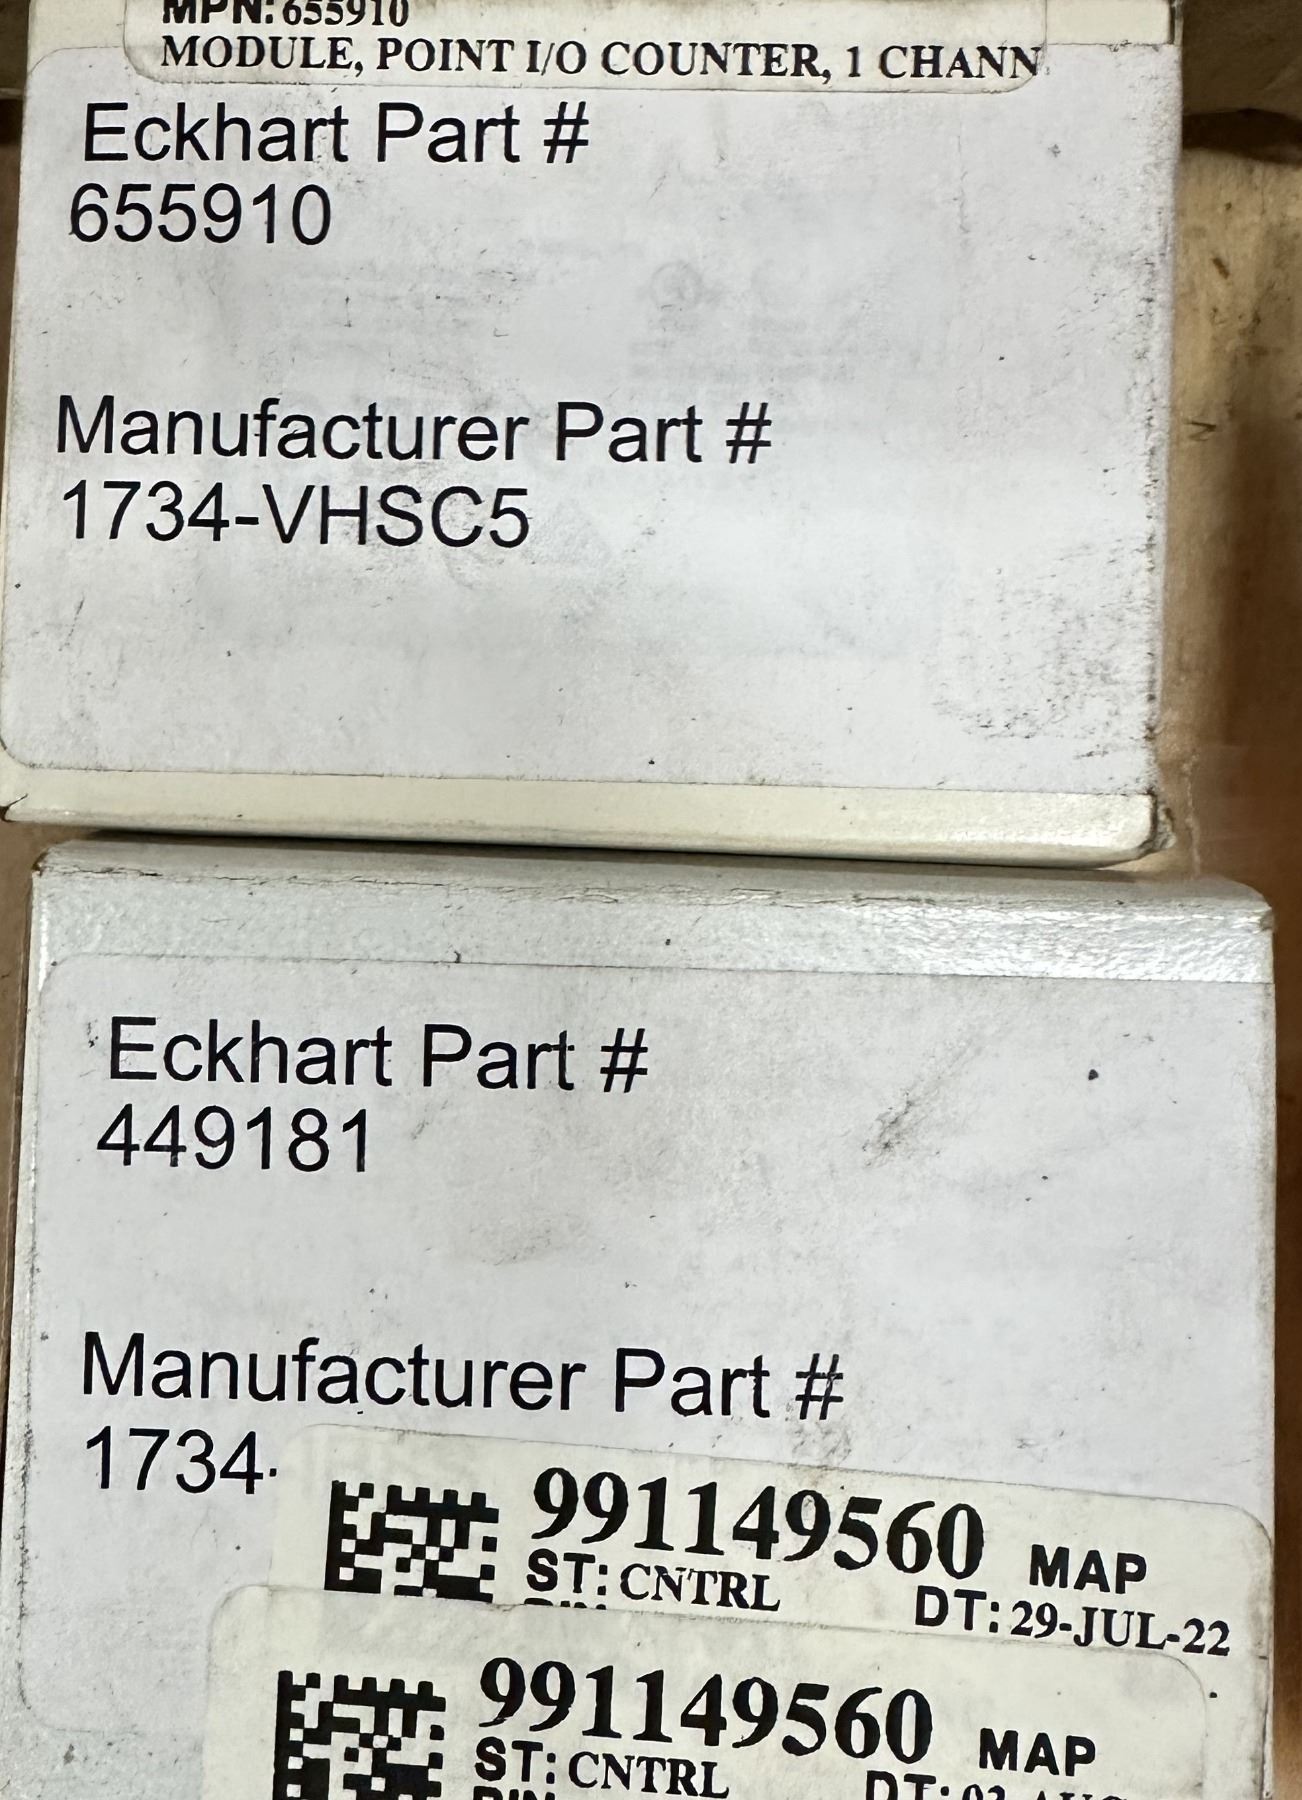 MPN: 655910
MODULE, POINT I/O COUNTER, 1 CHANN
Eckhart Part #
655910
Manufacturer Part #
1734-VHSC5
Eckhart Part #
449181
Manufacturer Part #
1734-
991149560 MAP
ST: CNTRL DT: 29-JUL-22
991149560 MAP
ST: CNTRL DT: